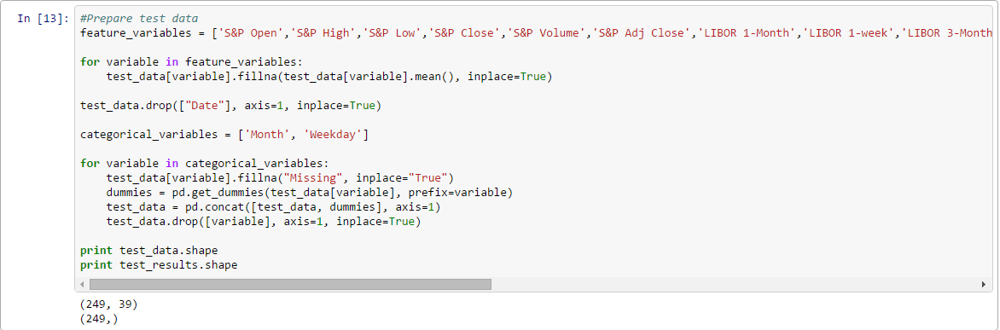 In [13]:
#Prepare test data
feature_variables = ['S&P Open','S&P High','S&P Low','S&P Close','S&P Volume','S&P Adj Close','LIBOR 1-Month','LIBOR 1-week','LIBOR 3-Month
for variable in feature_variables:
    test_data[variable].fillna(test_data[variable].mean(), inplace=True)
test_data.drop(["Date"], axis=1, inplace=True)
categorical_variables = ['Month', 'Weekday']
for variable in categorical_variables:
    test_data[variable].fillna("Missing", inplace="True")
    dummies = pd.get_dummies(test_data[variable], prefix=variable)
    test_data = pd.concat([test_data, dummies], axis=1)
    test_data.drop([variable], axis=1, inplace=True)
print test_data.shape
print test_results.shape
(249, 39)
(249,)